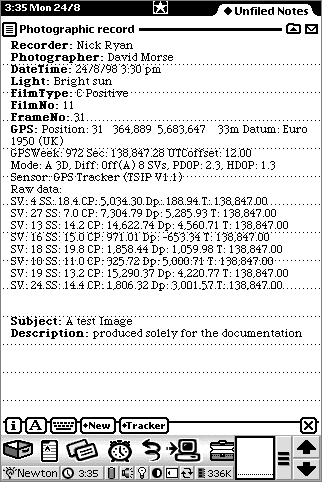 3:35 Mon 24/8
◆ Unfiled Notes
Photographic record
Recorder: Nick Ryan
Photographer: David Morse
DateTime: 24/8/98 3:30 pm
Light: Bright sun
FilmType: C Positive
FilmNo: 11
FrameNo: 31
GPS: Position: 31 364,889 5,683,647 33m Datum: Euro
1950 (UK)
GPSWeek: 972 Sec: 138,847.28 UTCoffset: 12.00
Mode: A 3D, Diff: Off(A) 8 SVs, PDOP: 2.3, HDOP: 1.3
Sensor: GPS Tracker (TSIP V1.1)
Raw data:
SV: 4 SS: 18.4 CP: 5,034.30 Dp: 188.94 T: 138,847.00
SV: 27 SS: 7.0 CP: 7,304.79 Dp: 5,285.93 T: 138,847.00
SV: 13 SS: 14.2 CP: 14,622.74 Dp: 4,560.71 T: 138,847.00
SV: 16 SS: 15.0 CP: 971.01 Dp: -653.34 T: 138,847.00
SV: 18 SS: 19.8 CP: 1,858.44 Dp: 1,059.98 T: 138,847.00
SV: 10 SS: 11.0 CP: 325.72 Dp: 5,000.71 T: 138,847.00
SV: 19 SS: 13.2 CP: 15,290.37 Dp: 4,220.77 T: 138,847.00
SV: 24 SS: 14.4 CP: 1,806.32 Dp: 3,001.57 T: 138,847.00
Subject: A test Image
Description: produced solely for the documentation
i A ◆New ◆Tracker
Newton 3:35 336K